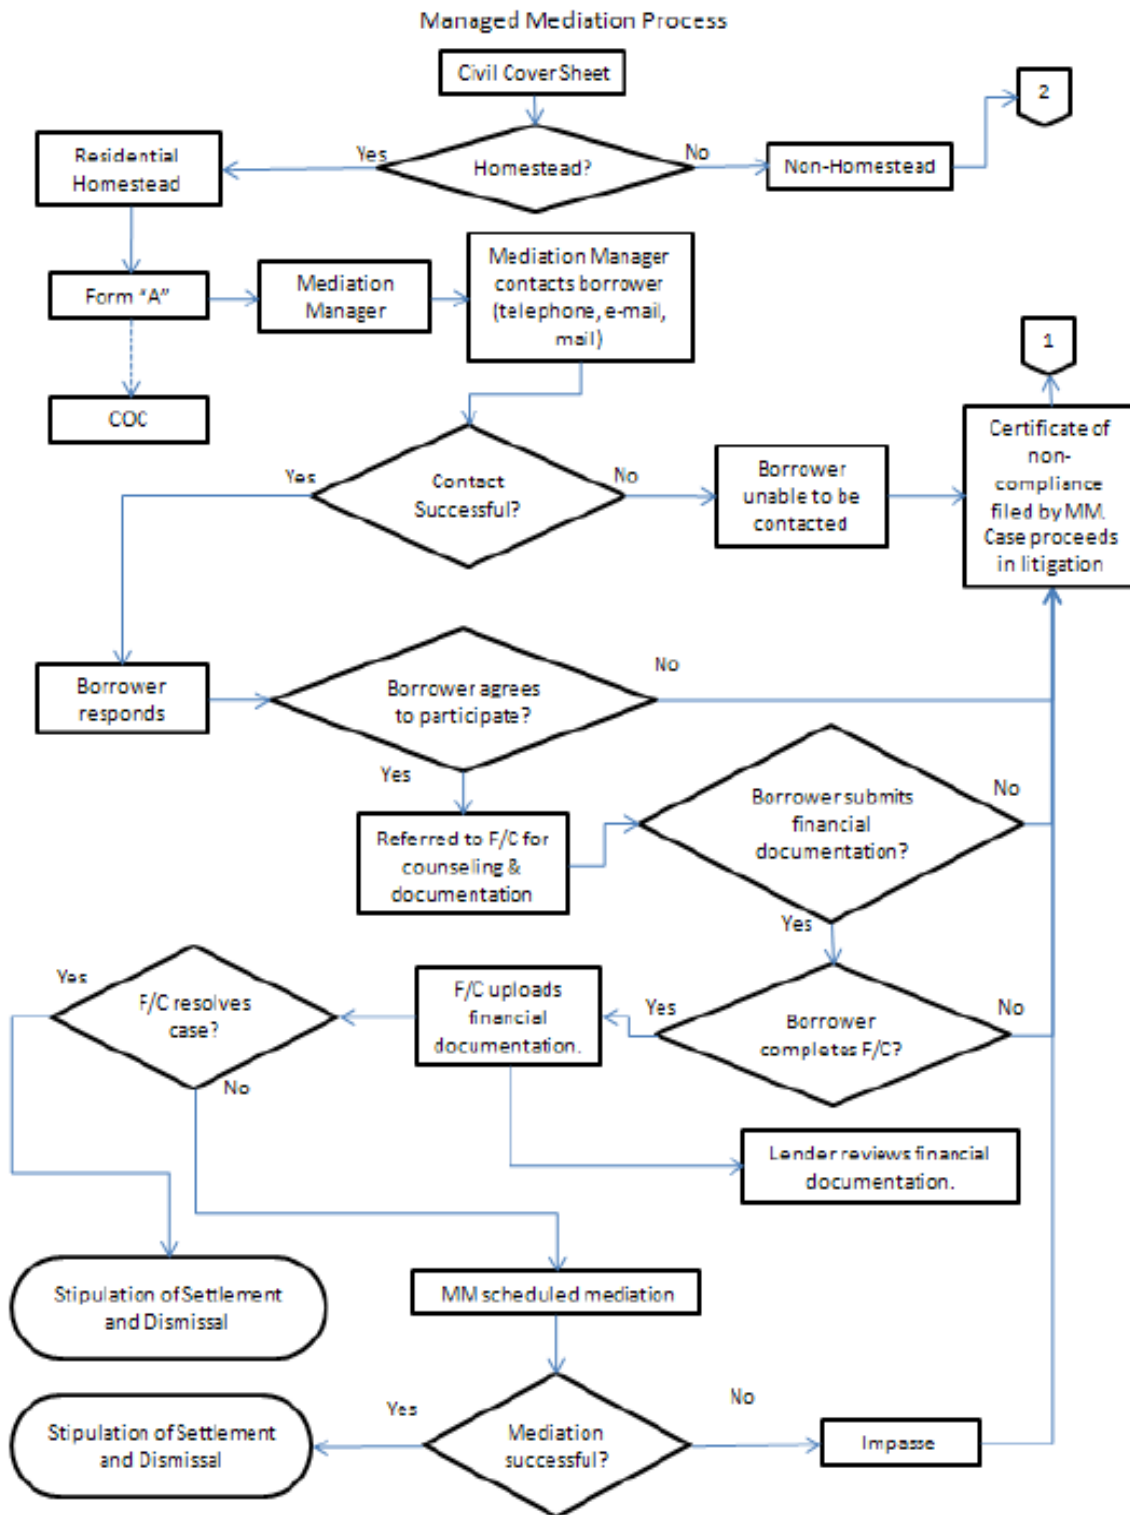 Managed Mediation Process
Civil Cover Sheet
2
Residential
Homestead
Yes
Homestead?
No
Non-Homestead
Form "A"
Mediation
Manager
Mediation Manager
contacts borrower
(telephone, e-mail,
mail)
1
COC
Yes
Contact
Successful?
No
Borrower
unable to be
contacted
Certificate of
non-
compliance
filed by MM.
Case proceeds
in litigation
Borrower
responds
Borrower agrees
to participate?
No
Yes
Referred to F/C for
counseling &
documentation
Borrower submits
financial
documentation?
No
Yes
Yes
F/C resolves
case?
No
F/C uploads
financial
documentation.
Yes
Borrower
completes F/C?
No
Lender reviews financial
documentation.
Stipulation of Settlement
and Dismissal
MM scheduled mediation
Stipulation of Settlement
and Dismissal
Yes
Mediation
successful?
No
Impasse